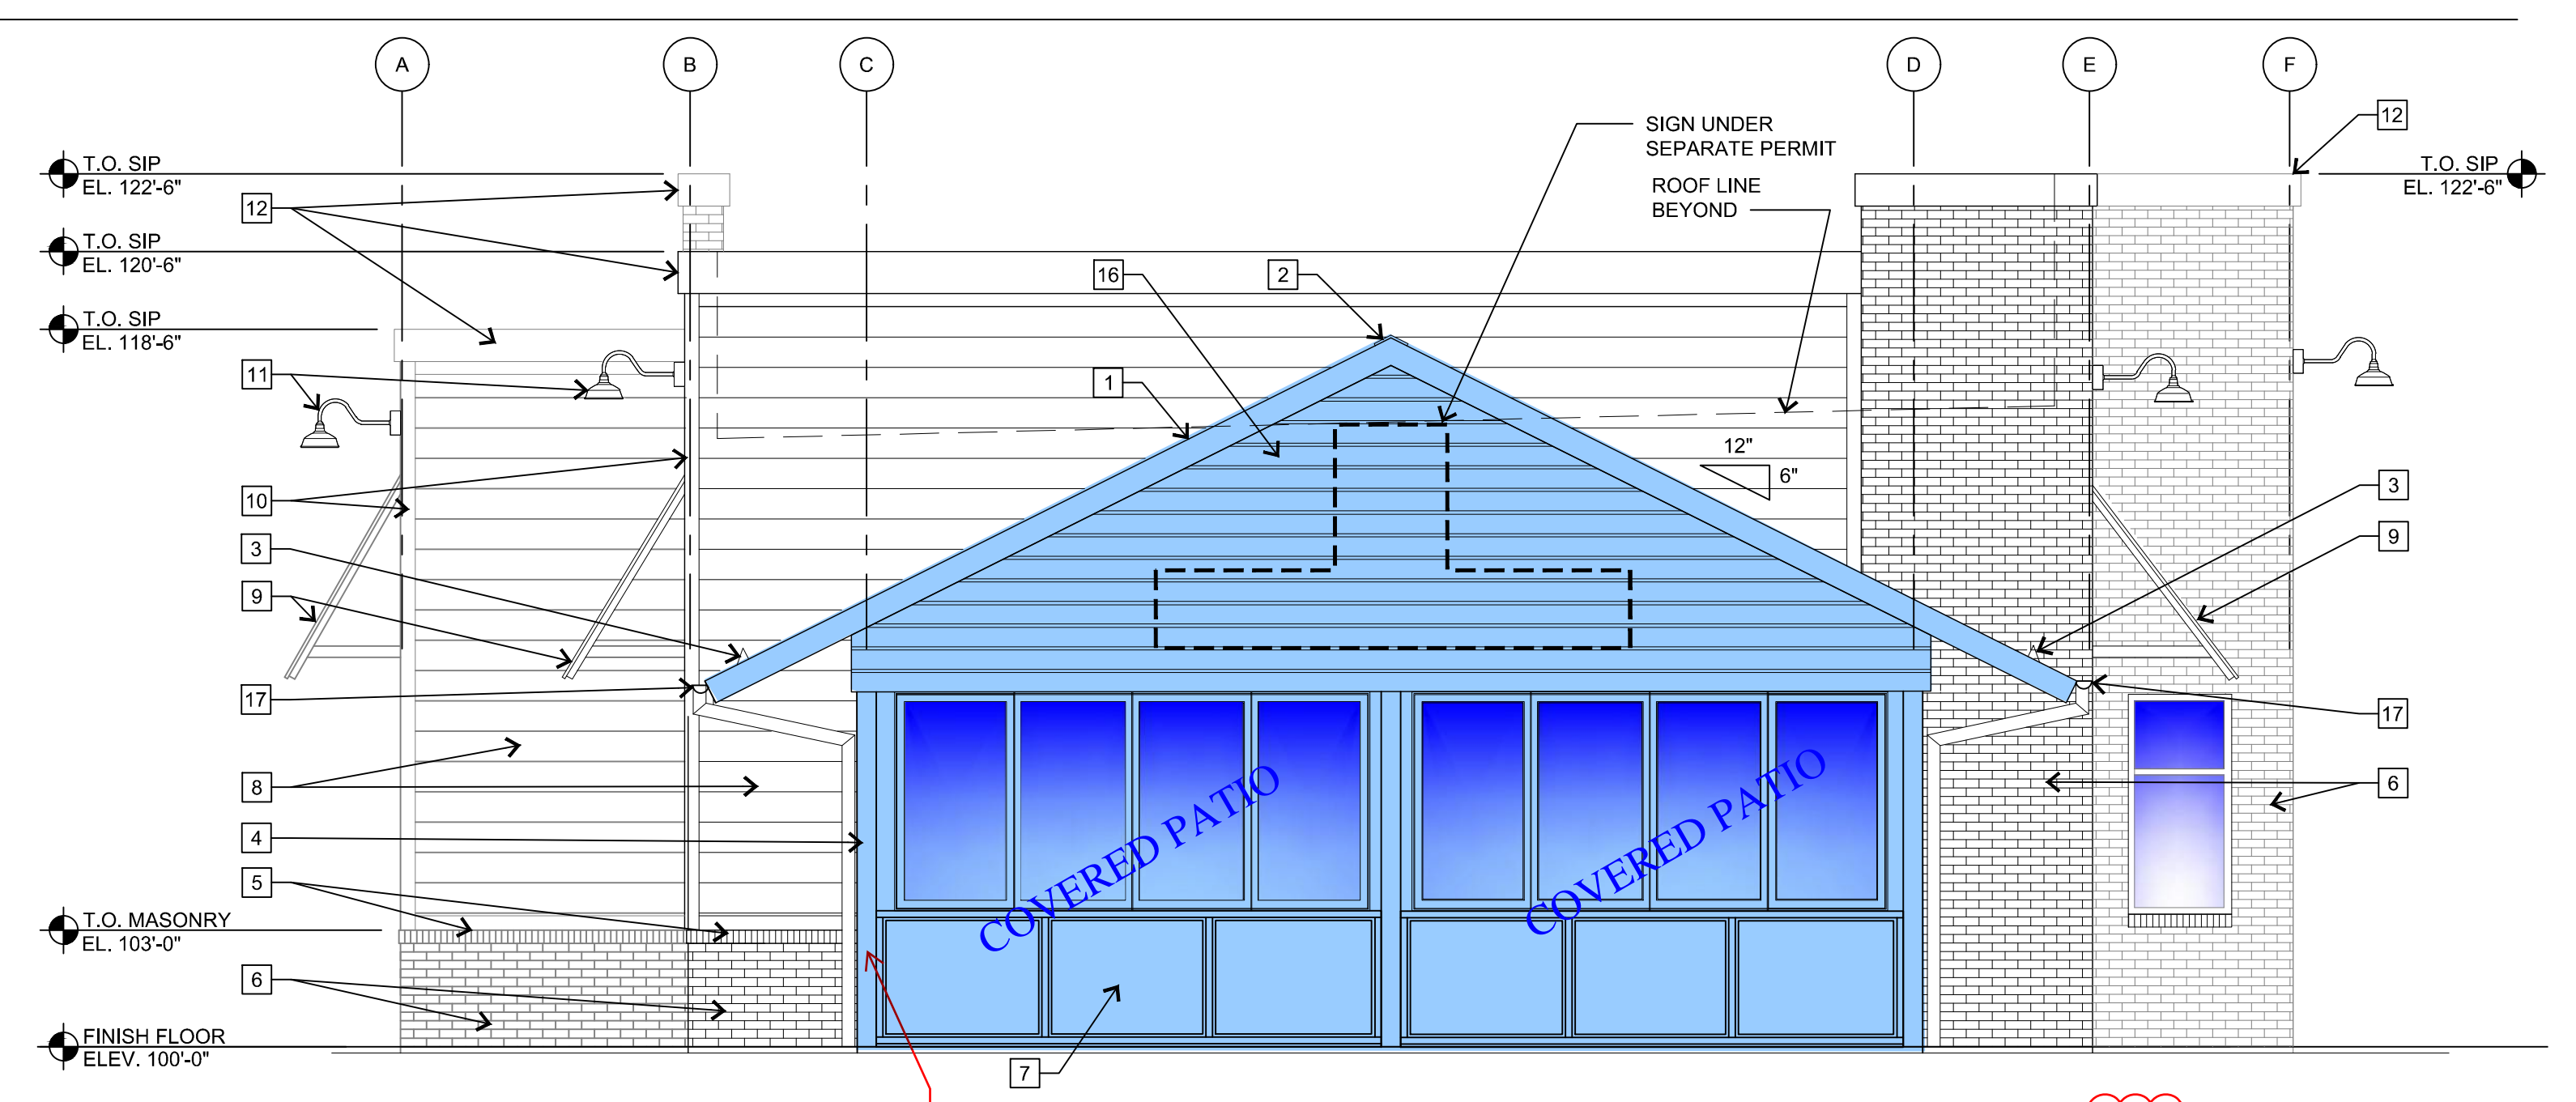 A
B
C
D
E
F
SIGN UNDER
SEPARATE PERMIT
12
T.O. SIP
EL. 122'-6"
T.O. SIP
EL. 122'-6"
ROOF LINE
BEYOND
12
T.O. SIP
EL. 120'-6"
16
2
T.O. SIP
EL. 118'-6"
11
1
12"
6"
10
3
3
9
9
17
17
8
6
4
COVERED PATIO
COVERED PATIO
5
T.O. MASONRY
EL. 103'-0"
6
FINISH FLOOR
ELEV. 100'-0"
7